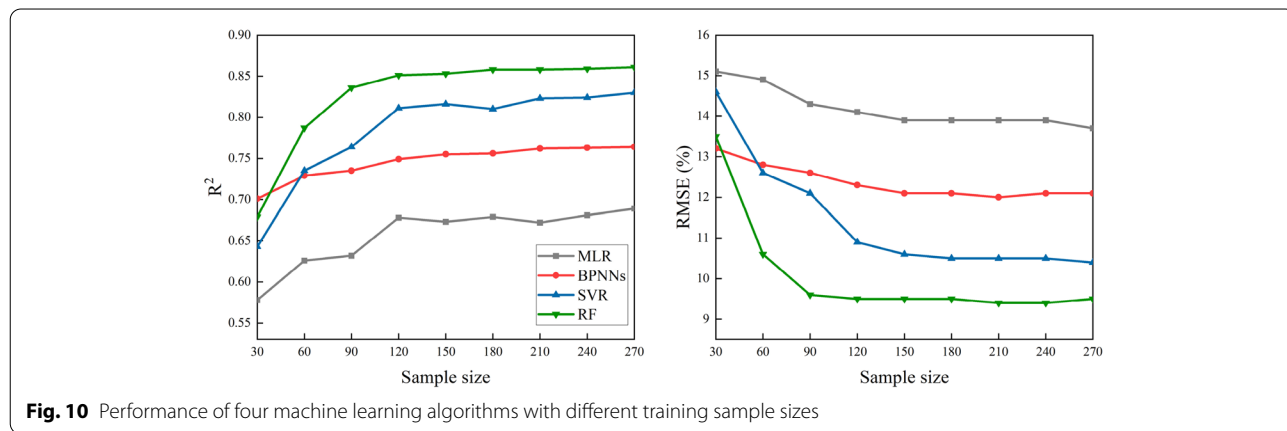 0.90
0.85
0.80
0.75
0.70
0.65
0.60
0.55
R²
30 60 90 120 150 180 210 240 270
Sample size
MLR
BPNNs
SVR
RF
16
15
14
13
12
11
10
9
RMSE (%)
30 60 90 120 150 180 210 240 270
Sample size
Fig. 10 Performance of four machine learning algorithms with different training sample sizes